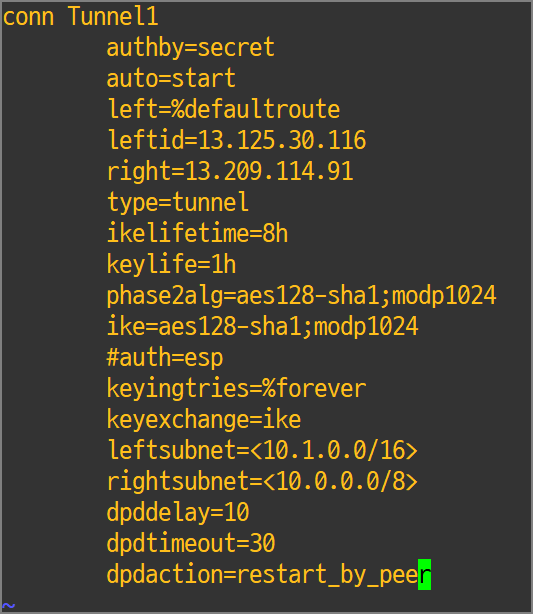 conn Tunnel1
        authby=secret
        auto=start
        left=%defaultroute
        leftid=13.125.30.116
        right=13.209.114.91
        type=tunnel
        ikelifetime=8h
        keylife=1h
        phase2alg=aes128-sha1;modp1024
        ike=aes128-sha1;modp1024
        #auth=esp
        keyingtries=%forever
        keyexchange=ike
        leftsubnet=<10.1.0.0/16>
        rightsubnet=<10.0.0.0/8>
        dpddelay=10
        dpdtimeout=30
        dpdaction=restart_by_peer
~